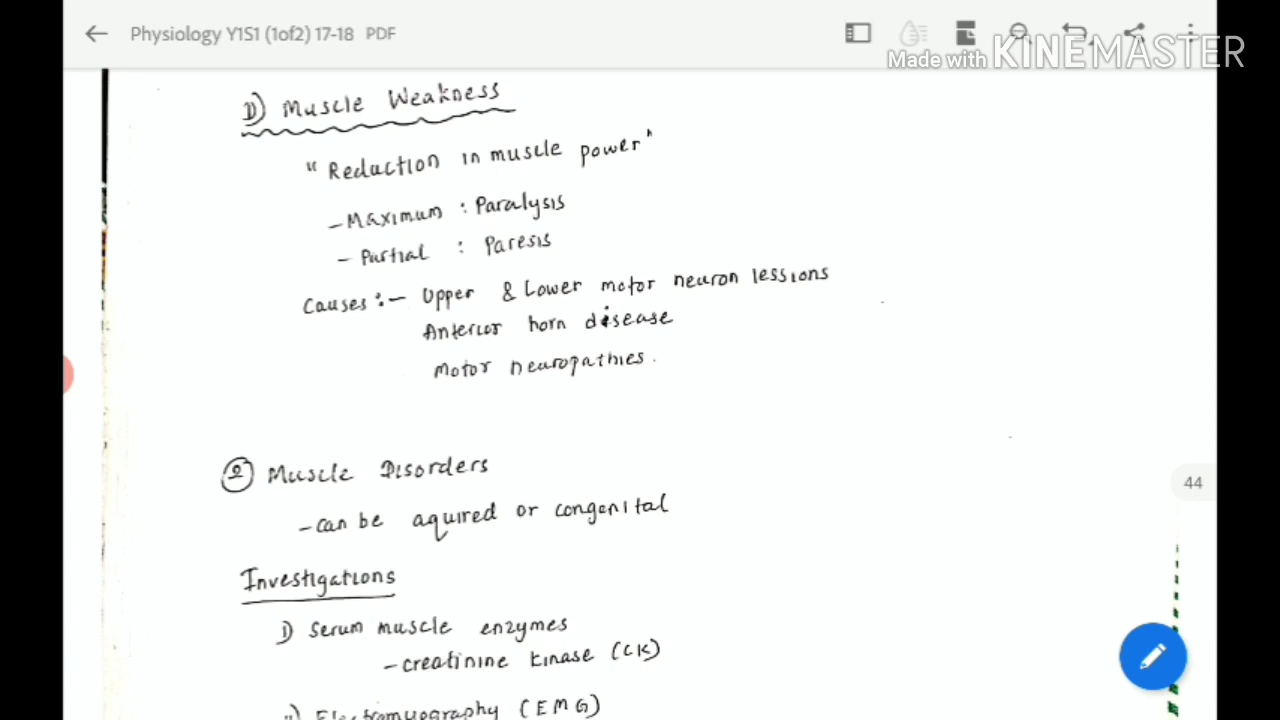 Physiology Y1S1 (1of2) 17-18 PDF
Made with KINEMASTER
D) Muscle Weakness
"Reduction in muscle power"
- Maximum : Paralysis
- Partial : Paresis
Causes :- Upper & Lower motor neuron lessions
Anterior horn disease
Motor neuropathies.
② Muscle Disorders
- can be aquired or congenital
44
Investigations
1) Serum muscle enzymes
- creatinine kinase (CK)
11) Electromyography (EMG)